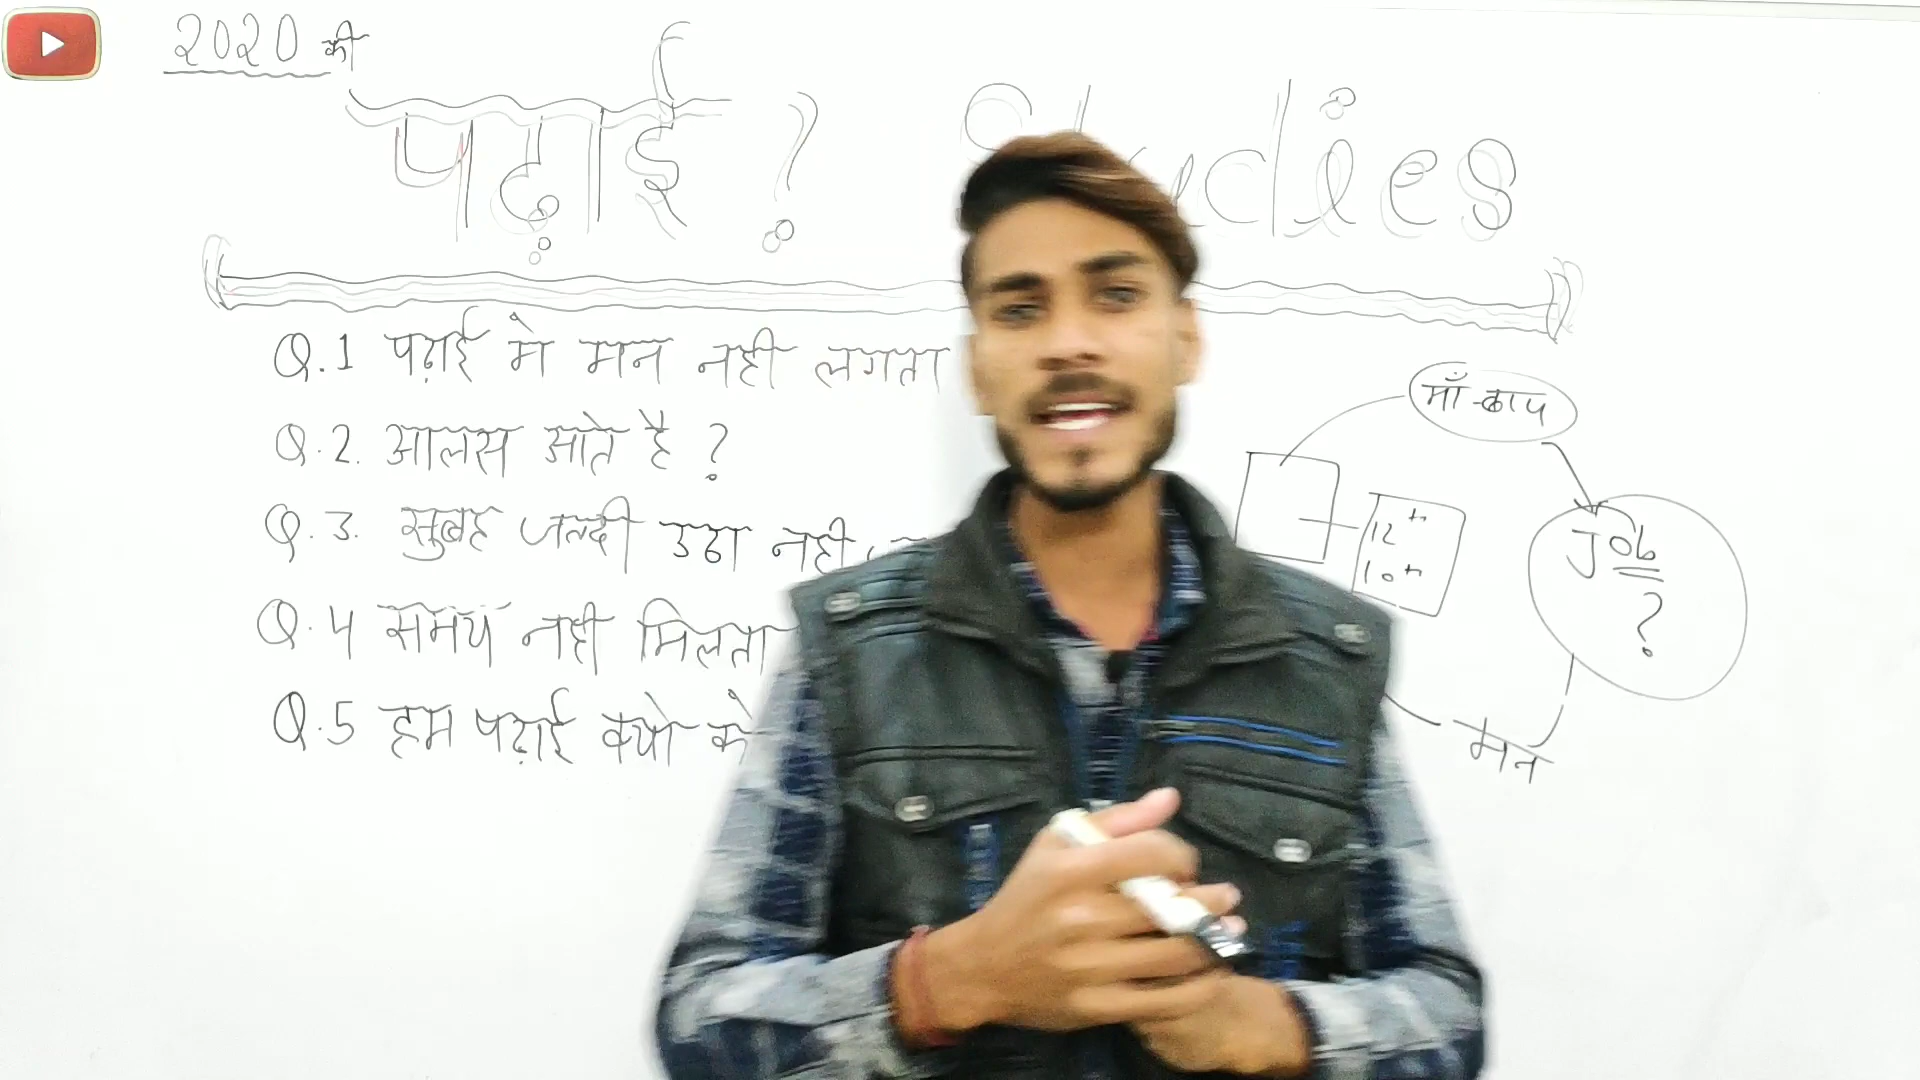 2020 की
पढ़ाई ? Studies
Q.1 पढ़ाई मे मन नही लगता
Q.2. आलस आते है ?
Q.3. सुबह जल्दी उठा नही
Q.4 समय नही मिलता
Q.5 हम पढ़ाई क्यो
माँ-बाप
12th
10th
Job
?
मन